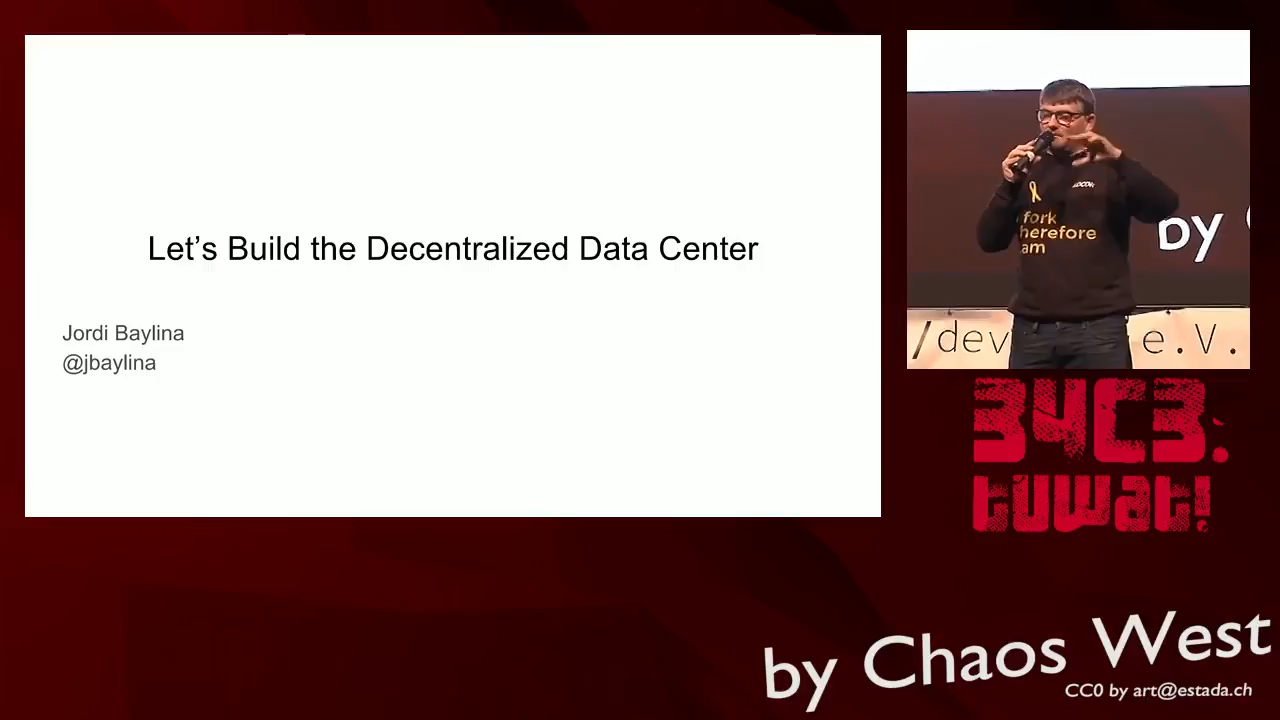 Let’s Build the Decentralized Data Center
Jordi Baylina
@jbaylina
fork
herefore
am
by
/dev
e.V.
34C3:
tuwat!
by Chaos West
CC0 by art@estada.ch